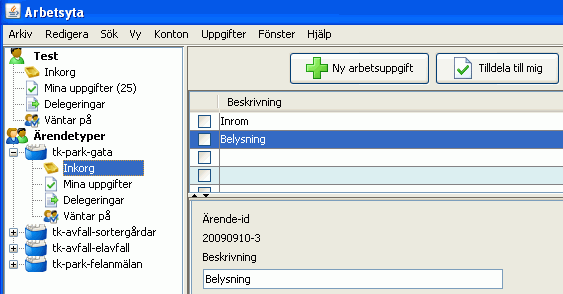 Arbetsyta
Arkiv Redigera Sök Vy Konton Uppgifter Fönster Hjälp
Test
Inkorg
Mina uppgifter (25)
Delegeringar
Väntar på
Ärendetyper
tk-park-gata
Inkorg
Mina uppgifter
Delegeringar
Väntar på
tk-avfall-sortergårdar
tk-avfall-elavfall
tk-park-felanmälan
Ny arbetsuppgift Tilldela till mig
Beskrivning
Inrom
Belysning
Ärende-id
20090910-3
Beskrivning
Belysning